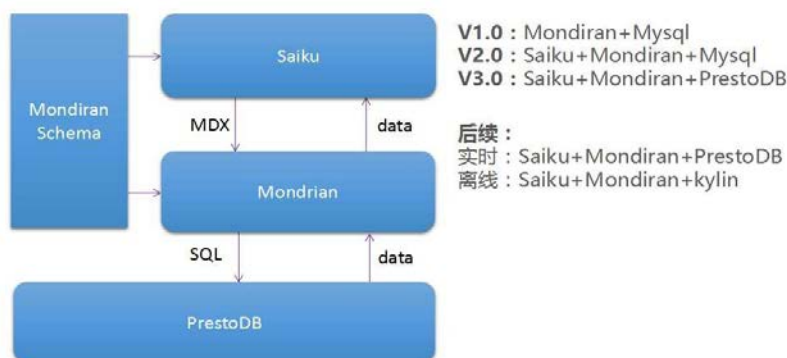 Saiku
Mondiran
Schema
MDX
data
Mondrian
SQL
data
PrestoDB
V1.0：Mondiran+Mysql
V2.0：Saiku+Mondiran+Mysql
V3.0：Saiku+Mondiran+PrestoDB
后续：
实时：Saiku+Mondiran+PrestoDB
离线：Saiku+Mondiran+kylin